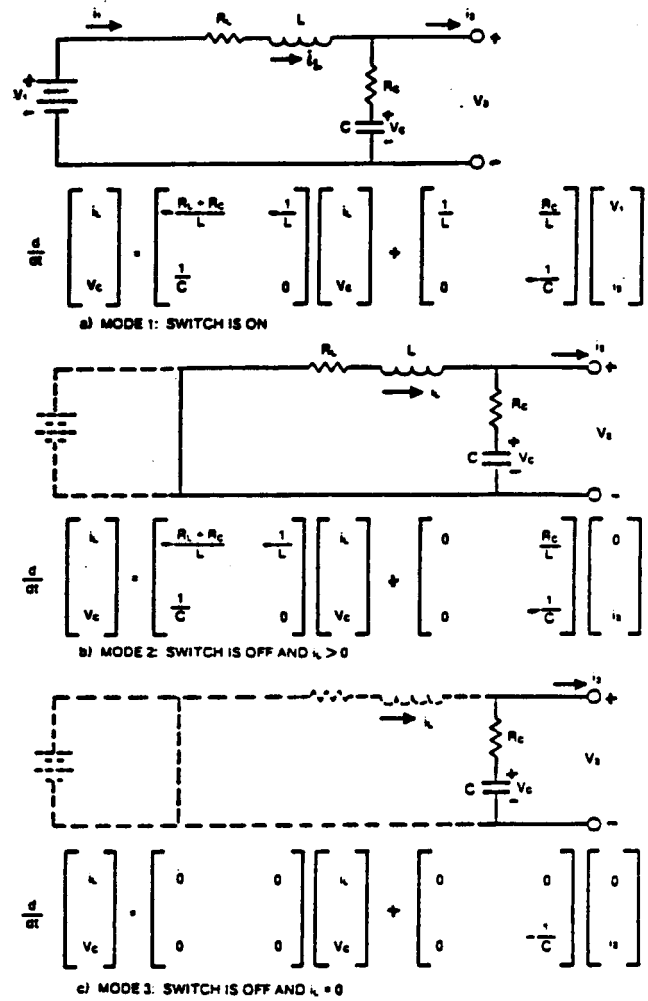 i₁ R_L L i₂
+ i_L +
V₁ R_C V₂
- C + V_C
- -
d/dt [i_L V_C] = [-(R_L + R_C)/L -1/L 1/C 0] [i_L V_C] + [1/L R_C/L 0 -1/C] [V₁ i₂]
a) MODE 1: SWITCH IS ON
R_L L i₂
i_L +
R_C V₂
C + V_C
- -
d/dt [i_L V_C] = [-(R_L + R_C)/L -1/L 1/C 0] [i_L V_C] + [0 R_C/L 0 -1/C] [0 i₂]
b) MODE 2: SWITCH IS OFF AND i_L > 0
i₂
i_L +
R_C V₂
C + V_C
- -
d/dt [i_L V_C] = [0 0 0 0] [i_L V_C] + [0 0 0 -1/C] [0 i₂]
c) MODE 3: SWITCH IS OFF AND i_L = 0